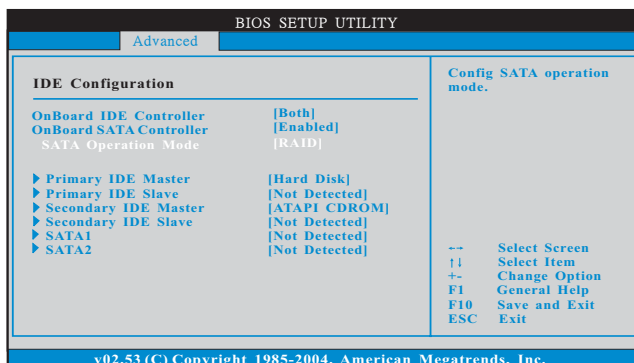 BIOS SETUP UTILITY
Advanced
IDE Configuration
OnBoard IDE Controller [Both]
OnBoard SATA Controller [Enabled]
SATA Operation Mode [RAID]
Primary IDE Master [Hard Disk]
Primary IDE Slave [Not Detected]
Secondary IDE Master [ATAPI CDROM]
Secondary IDE Slave [Not Detected]
SATA1 [Not Detected]
SATA2 [Not Detected]
Config SATA operation
mode.
←→ Select Screen
↑↓ Select Item
+- Change Option
F1 General Help
F10 Save and Exit
ESC Exit
v02.53 (C) Copyright 1985-2004, American Megatrends, Inc.